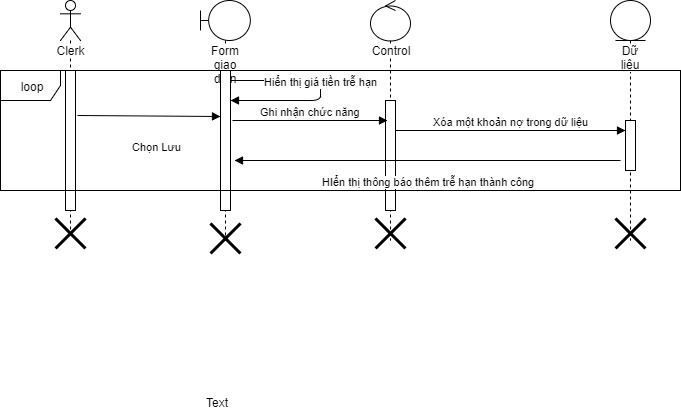 Clerk
Form
giao
diện
Control
Dữ
liệu
loop
Hiển thị giá tiền trễ hạn
Ghi nhận chức năng
Xóa một khoản nợ trong dữ liệu
Chọn Lưu
HIển thị thông báo thêm trễ hạn thành công
Text